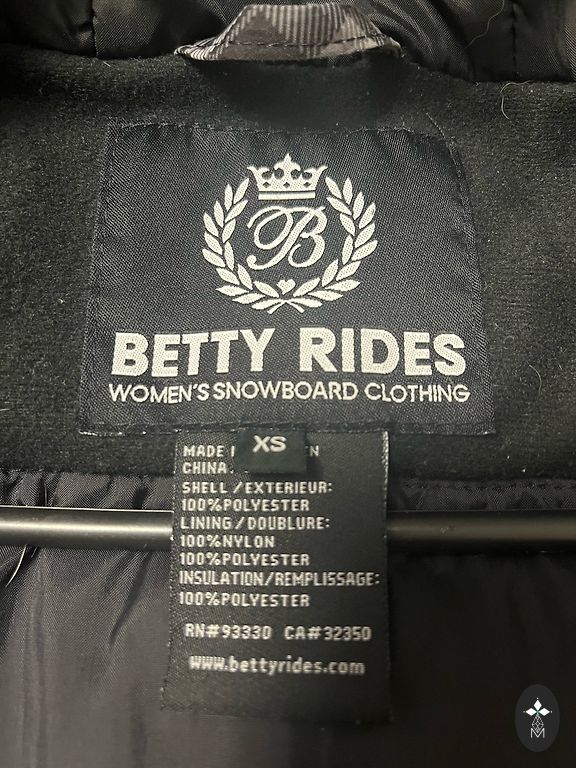 B
BETTY RIDES
WOMEN'S SNOWBOARD CLOTHING
XS
MADE N
CHINA.
SHELL/EXTERIEUR:
100%POLYESTER
LINING/DOUBLURE:
100%NYLON
100%POLYESTER
INSULATION/REMPLISSAGE:
100%POLYESTER
RN#93330 CA#32350
www.bettyrides.com
M